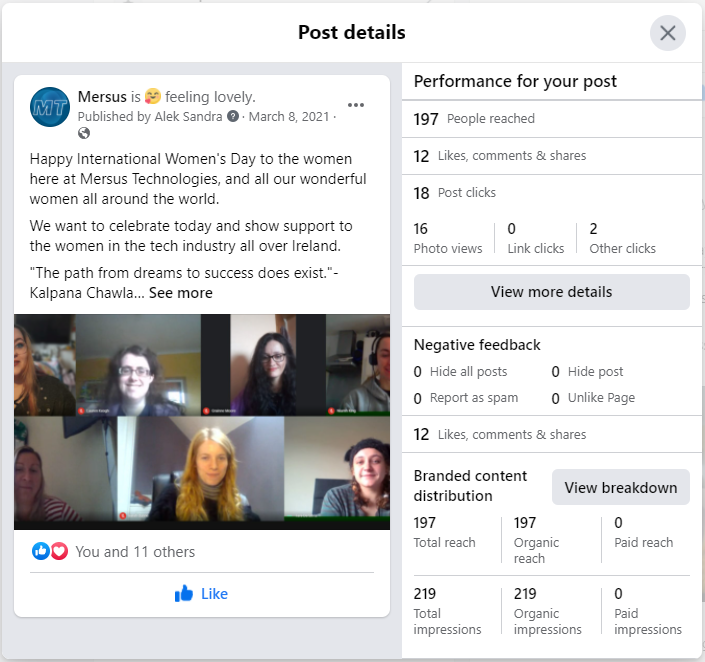 Post details
MT
Mersus is 🥰 feeling lovely.
Published by Alek Sandra · March 8, 2021 ·
Happy International Women's Day to the women
here at Mersus Technologies, and all our wonderful
women all around the world.
We want to celebrate today and show support to
the women in the tech industry all over Ireland.
"The path from dreams to success does exist."-
Kalpana Chawla... See more
You and 11 others
Like
Performance for your post
197 People reached
12 Likes, comments & shares
18 Post clicks
16 0 2
Photo views Link clicks Other clicks
View more details
Negative feedback
0 Hide all posts 0 Hide post
0 Report as spam 0 Unlike Page
12 Likes, comments & shares
Branded content
distribution
View breakdown
197 197 0
Total reach Organic reach Paid reach
219 219 0
Total impressions Organic impressions Paid impressions